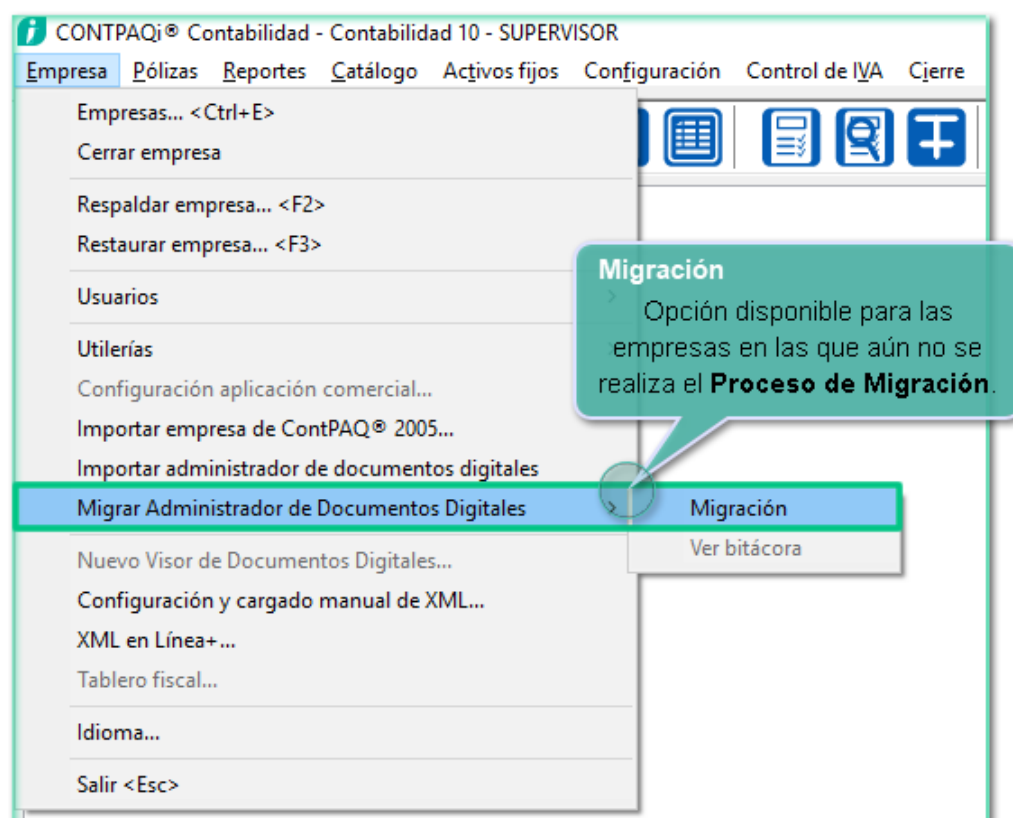 CONTPAQi® Contabilidad - Contabilidad 10 - SUPERVISOR
Empresa Pólizas Reportes Catálogo Activos fijos Configuración Control de IVA Cierre
Empresas... <Ctrl+E>
Cerrar empresa
Respaldar empresa... <F2>
Restaurar empresa... <F3>
Usuarios
Utilerías
Configuración aplicación comercial...
Importar empresa de ContPAQ® 2005...
Importar administrador de documentos digitales
Migrar Administrador de Documentos Digitales
Nuevo Visor de Documentos Digitales...
Configuración y cargado manual de XML...
XML en Línea+...
Tablero fiscal...
Idioma...
Salir <Esc>
Migración
Ver bitácora
Migración
Opción disponible para las
empresas en las que aún no se
realiza el Proceso de Migración.